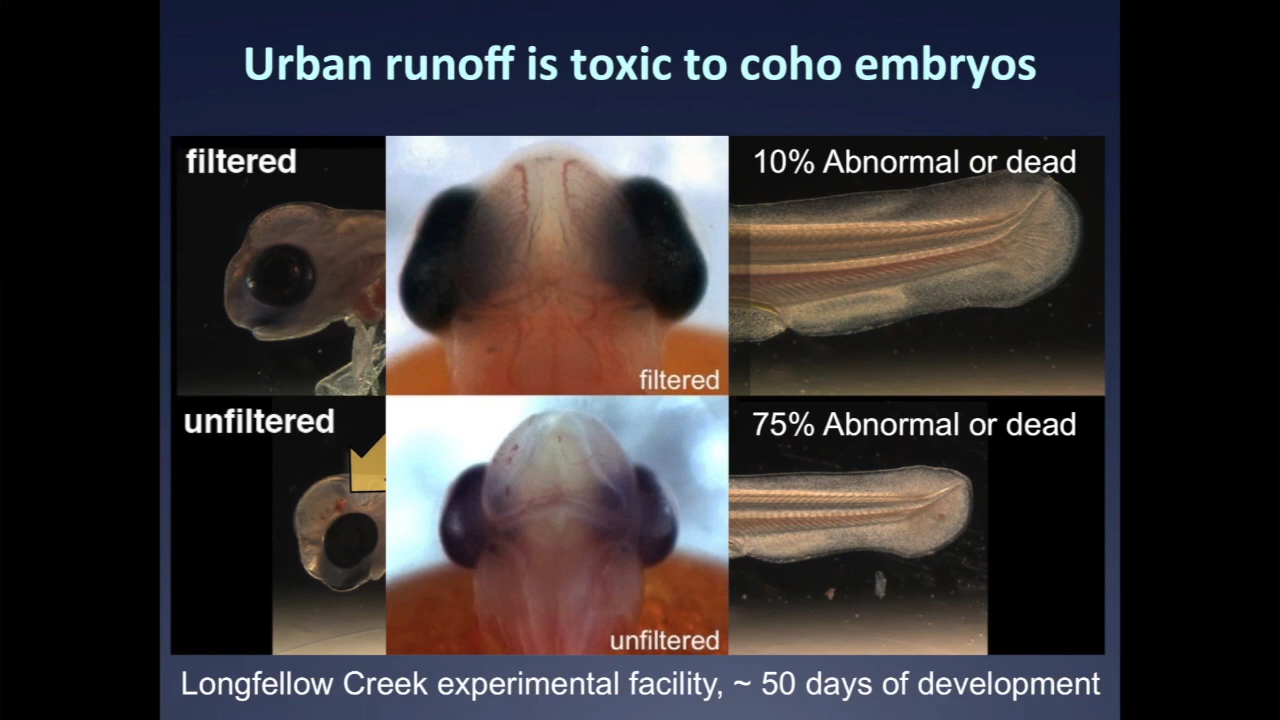 Urban runoff is toxic to coho embryos
filtered
10% Abnormal or dead
filtered
unfiltered
75% Abnormal or dead
unfiltered
Longfellow Creek experimental facility, ~ 50 days of development